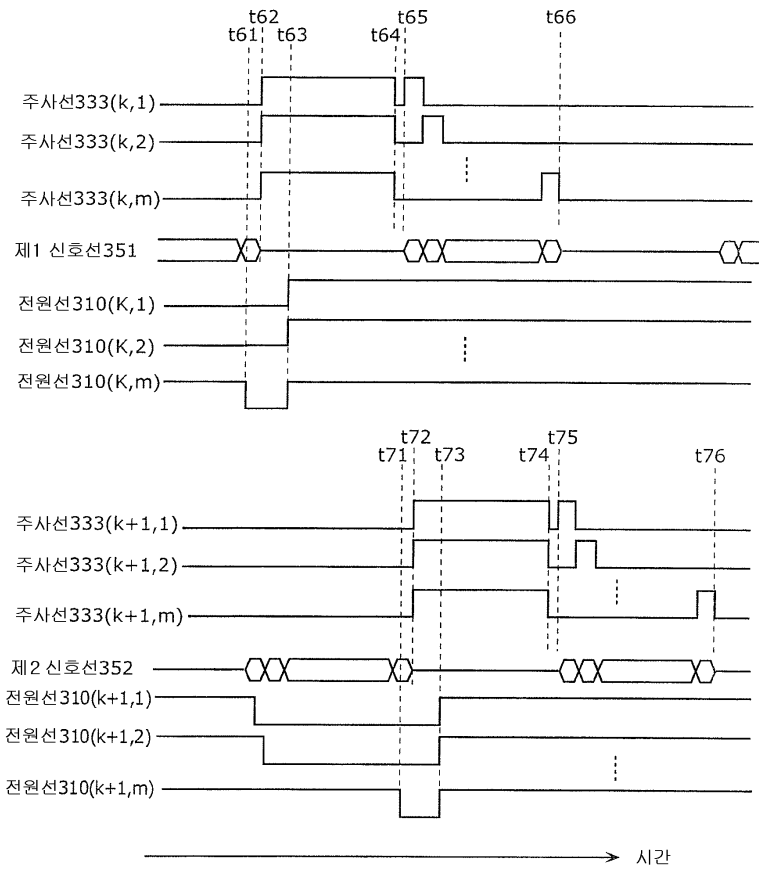 t62 t65 t66
t61 t63 t64
주사선333(k,1)
주사선333(k,2)
주사선333(k,m)
제1 신호선351
전원선310(K,1)
전원선310(K,2)
전원선310(K,m)
t72 t75
t71 t73 t74 t76
주사선333(k+1,1)
주사선333(k+1,2)
주사선333(k+1,m)
제2 신호선352
전원선310(k+1,1)
전원선310(k+1,2)
전원선310(k+1,m)
시간